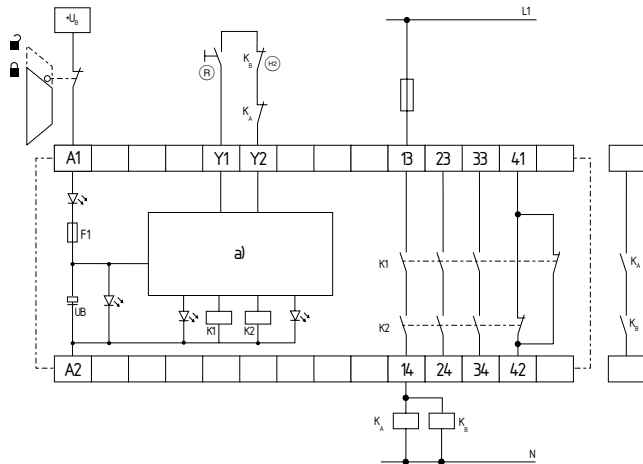 +UB
L1
KB
H2
R
KA
A1
Y1
Y2
13
23
33
41
F1
a)
K1
KA
UB
K1
K2
K2
KB
A2
14
24
34
42
KA
KB
N